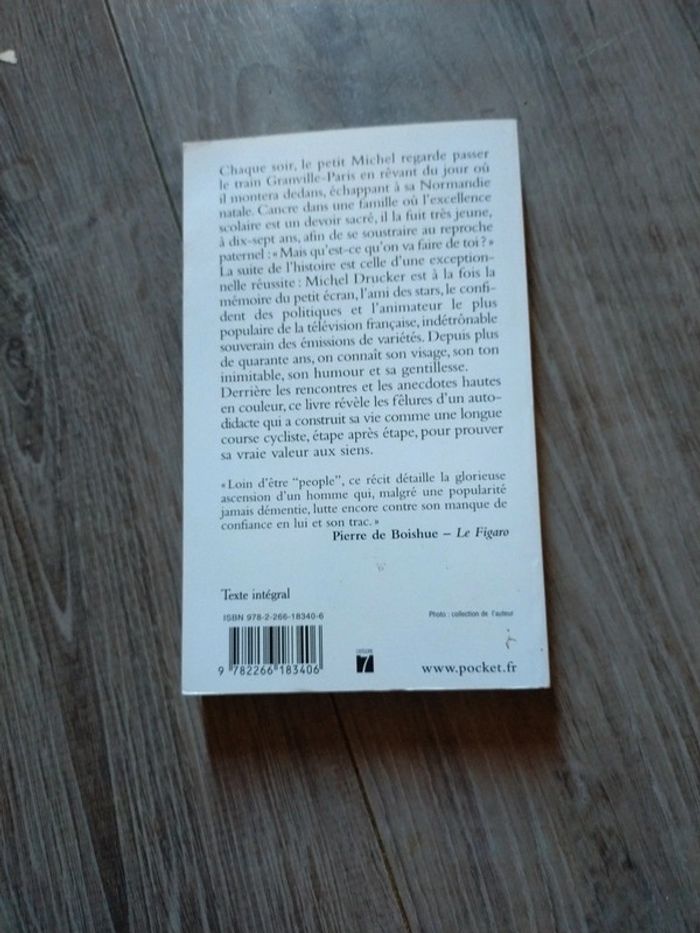 Chaque soir, le petit Michel regarde passer
le train Granville-Paris en rêvant du jour où
il montera dedans, échappant à sa Normandie
natale. Cancre dans une famille où l'excellence
scolaire est un devoir sacré, il la fuit très jeune,
à dix-sept ans, afin de se soustraire au reproche
paternel : « Mais qu'est-ce qu'on va faire de toi ? »
La suite de l'histoire est celle d'une exception-
nelle réussite : Michel Drucker est à la fois la
mémoire du petit écran, l'ami des stars, le confi-
dent des politiques et l'animateur le plus
populaire de la télévision française, indétrônable
souverain des émissions de variétés. Depuis plus
de quarante ans, on connaît son visage, son ton
inimitable, son humour et sa gentillesse.
Derrière les rencontres et les anecdotes hautes
en couleur, ce livre révèle les fêlures d'un auto-
didacte qui a construit sa vie comme une longue
course cycliste, étape après étape, pour prouver
sa vraie valeur aux siens.
« Loin d'être "people", ce récit détaille la glorieuse
ascension d'un homme qui, malgré une popularité
jamais démentie, lutte encore contre son manque de
confiance en lui et son trac. »
Pierre de Boishue – Le Figaro
Texte intégral
ISBN 978-2-266-18340-6
Photo : collection de l'auteur
9 782266 183406
CATÉGORIE
7
www.pocket.fr